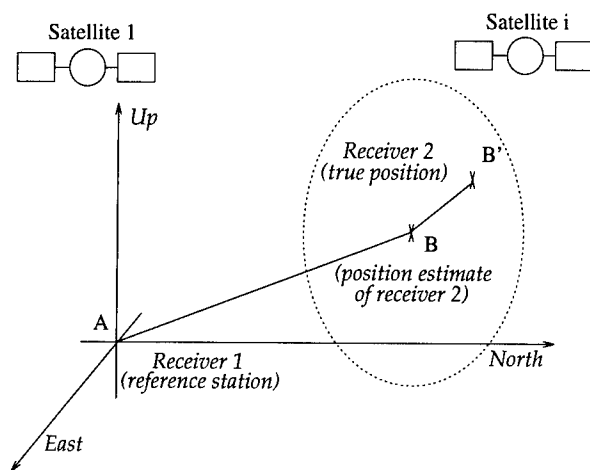 Satellite 1
Satellite i
Up
Receiver 2
(true position)
B'
B
(position estimate
of receiver 2)
A
Receiver 1
(reference station)
North
East